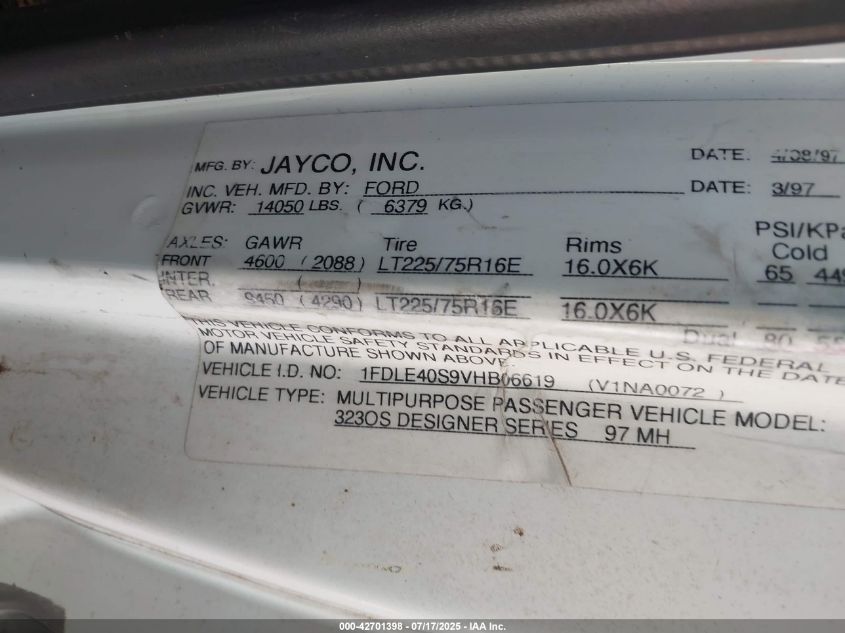 MFG. BY: JAYCO, INC. DATE: 4/08/97
INC. VEH. MFD. BY: FORD DATE: 3/97
GVWR: 14050 LBS. ( 6379 KG.)
PSI/KPa
AXLES: GAWR Tire Rims Cold
FRONT 4600 (2088) LT225/75R16E 16.0X6K 65
INTER. ( )
REAR 9450 (4290) LT225/75R16E 16.0X6K
Dual 80
THIS VEHICLE CONFORMS TO ALL APPLICABLE U.S. FEDERAL
MOTOR VEHICLE SAFETY STANDARDS IN EFFECT ON THE DATE
OF MANUFACTURE SHOWN ABOVE
VEHICLE I.D. NO: 1FDLE40S9VHB06619 (V1NA0072)
VEHICLE TYPE: MULTIPURPOSE PASSENGER VEHICLE MODEL:
323OS DESIGNER SERIES 97 MH
000-42701398 - 07/17/2025 - IAA Inc.